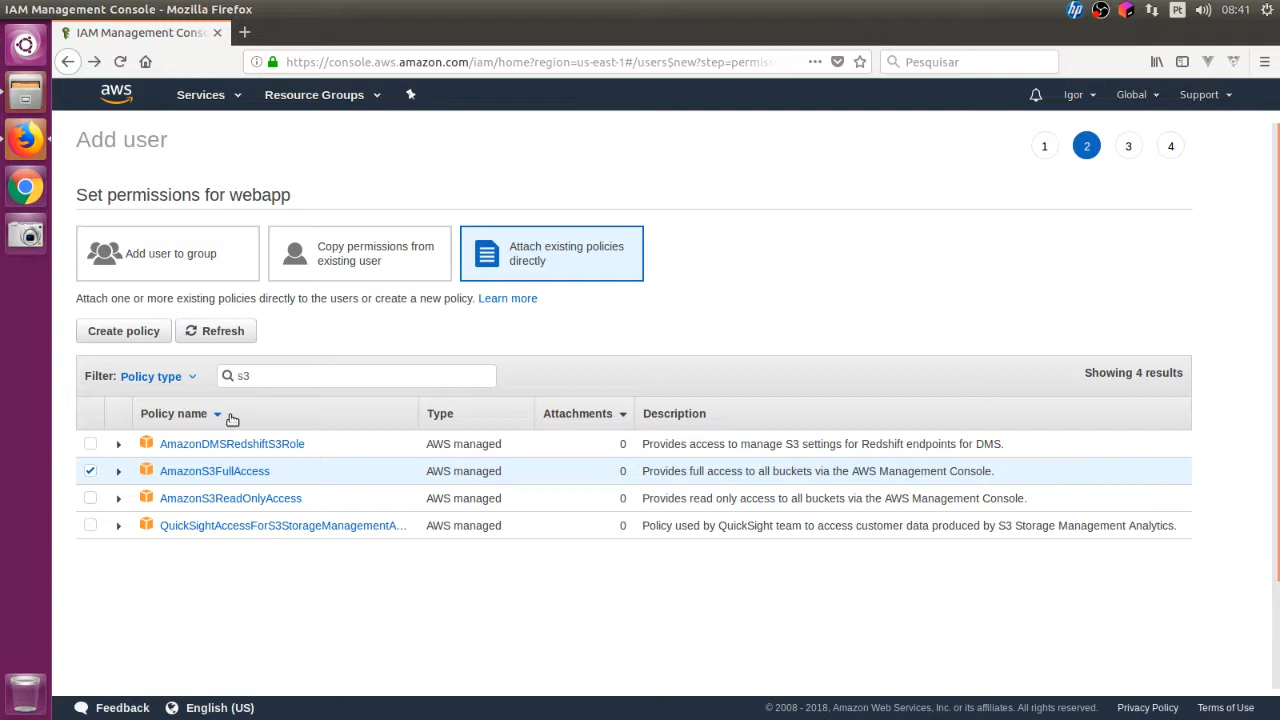 IAM Management Console - Mozilla Firefox
Pt
08:41
IAM Management Conso
https://console.aws.amazon.com/iam/home?region=us-east-1#/users$new?step=permis
Pesquisar
aws
Services
Resource Groups
Igor
Global
Support
Add user
1
2
3
4
Set permissions for webapp
Add user to group
Copy permissions from
existing user
Attach existing policies
directly
Attach one or more existing policies directly to the users or create a new policy. Learn more
Create policy
Refresh
Filter: Policy type
s3
Showing 4 results
Policy name
Type
Attachments
Description
AmazonDMSRedshiftS3Role AWS managed 0 Provides access to manage S3 settings for Redshift endpoints for DMS.
AmazonS3FullAccess AWS managed 0 Provides full access to all buckets via the AWS Management Console.
AmazonS3ReadOnlyAccess AWS managed 0 Provides read only access to all buckets via the AWS Management Console.
QuickSightAccessForS3StorageManagementA... AWS managed 0 Policy used by QuickSight team to access customer data produced by S3 Storage Management Analytics.
Feedback
English (US)
© 2008 - 2018, Amazon Web Services, Inc. or its affiliates. All rights reserved.
Privacy Policy
Terms of Use